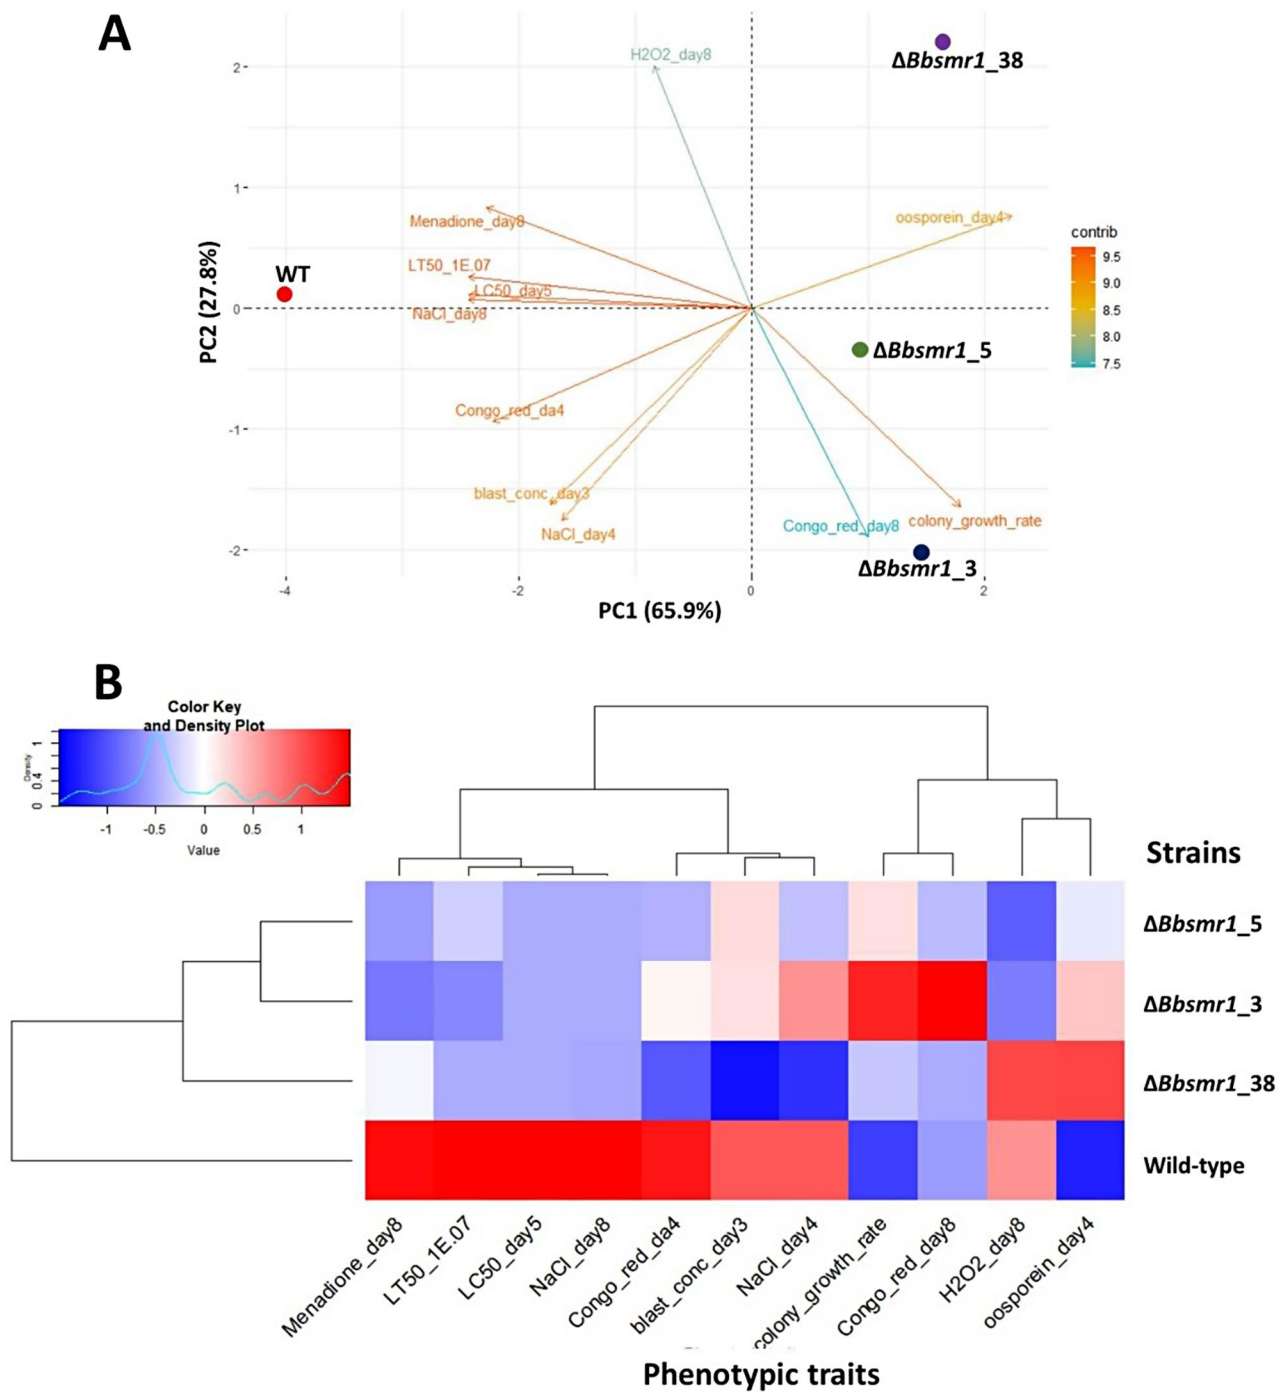 A
H2O2_day8
ΔBbsmr1_38
2
Menadione_day8
oosporein_day4
1
contrib
LT50_1E.07
9.5
WT
LC50_day5
9.0
0
NaCl_day8
8.5
ΔBbsmr1_5
8.0
PC2 (27.8%)
7.5
Congo_red_da4
-1
blast_conc_day3
NaCl_day4
Congo_red_day8
colony_growth_rate
-2
ΔBbsmr1_3
-4
-2
0
2
PC1 (65.9%)
B
Color Key
and Density Plot
Density
0 0.4 1
-1 -0.5 0 0.5 1
Value
Strains
ΔBbsmr1_5
ΔBbsmr1_3
ΔBbsmr1_38
Wild-type
Menadione_day8
LT50_1E.07
LC50_day5
NaCl_day8
Congo_red_da4
blast_conc_day3
NaCl_day4
colony_growth_rate
Congo_red_day8
H2O2_day8
oosporein_day4
Phenotypic traits